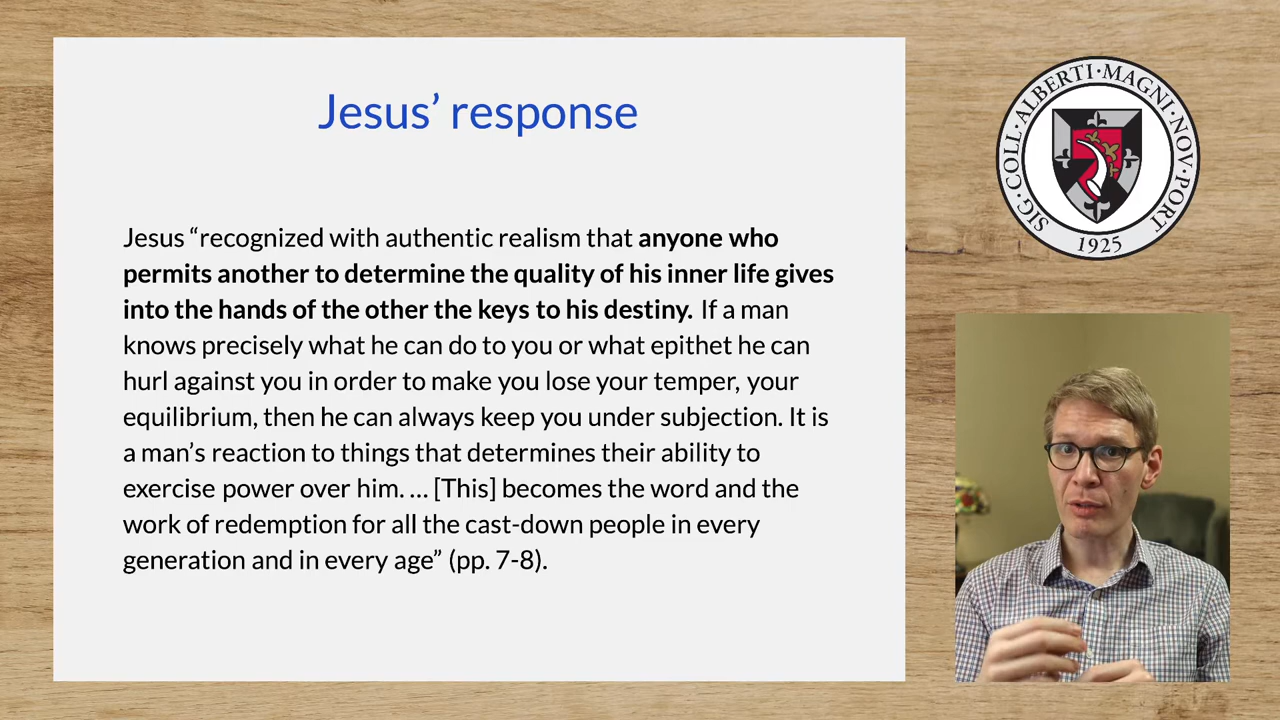 Jesus’ response
Jesus “recognized with authentic realism that anyone who
permits another to determine the quality of his inner life gives
into the hands of the other the keys to his destiny. If a man
knows precisely what he can do to you or what epithet he can
hurl against you in order to make you lose your temper, your
equilibrium, then he can always keep you under subjection. It is
a man’s reaction to things that determines their ability to
exercise power over him. … [This] becomes the word and the
work of redemption for all the cast-down people in every
generation and in every age” (pp. 7-8).
SIG·COLL·ALBERTI·MAGNI·NOV·PORT
1925